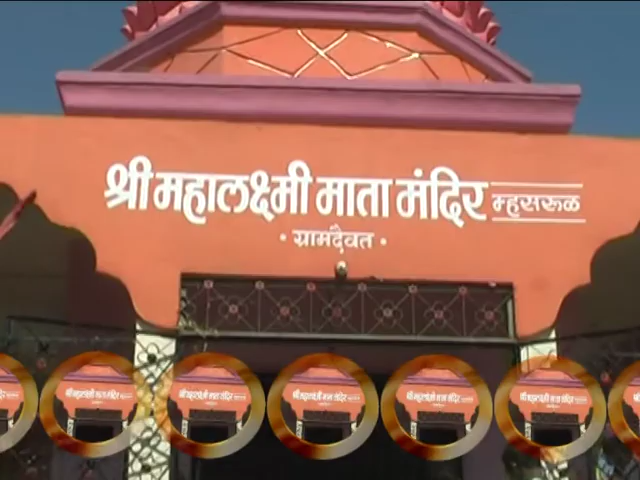 श्री महालक्ष्मी माता मंदिर म्हसरूळ
• ग्रामदैवत •